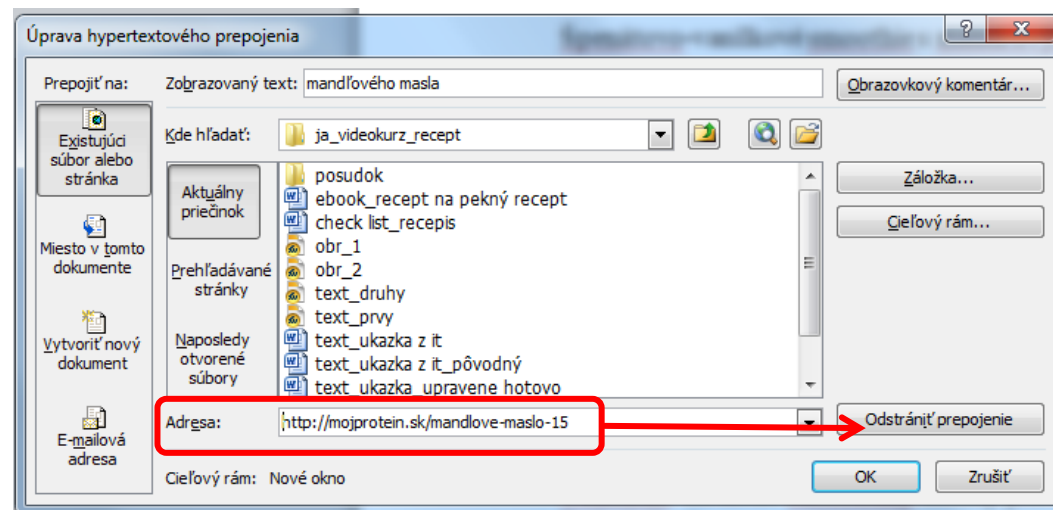 Úprava hypertextového prepojenia
Prepojiť na:
Zobrazovaný text: mandľového masla
Obrazovkový komentár...
Existujúci
súbor alebo
stránka
Kde hľadať:
ja_videokurz_recept
Aktuálny
priečinok
posudok
ebook_recept na pekný recept
check list_recepis
obr_1
obr_2
text_druhy
text_prvy
text_ukazka z it
text_ukazka z it_pôvodný
text_ukazka_upravene hotovo
Záložka...
Cieľový rám...
Miesto v tomto
dokumente
Prehľadávané
stránky
Vytvoriť nový
dokument
Naposledy
otvorené
súbory
E-mailová
adresa
Adresa:
http://mojprotein.sk/mandlove-maslo-15
Odstrániť prepojenie
Cieľový rám: Nové okno
OK
Zrušiť